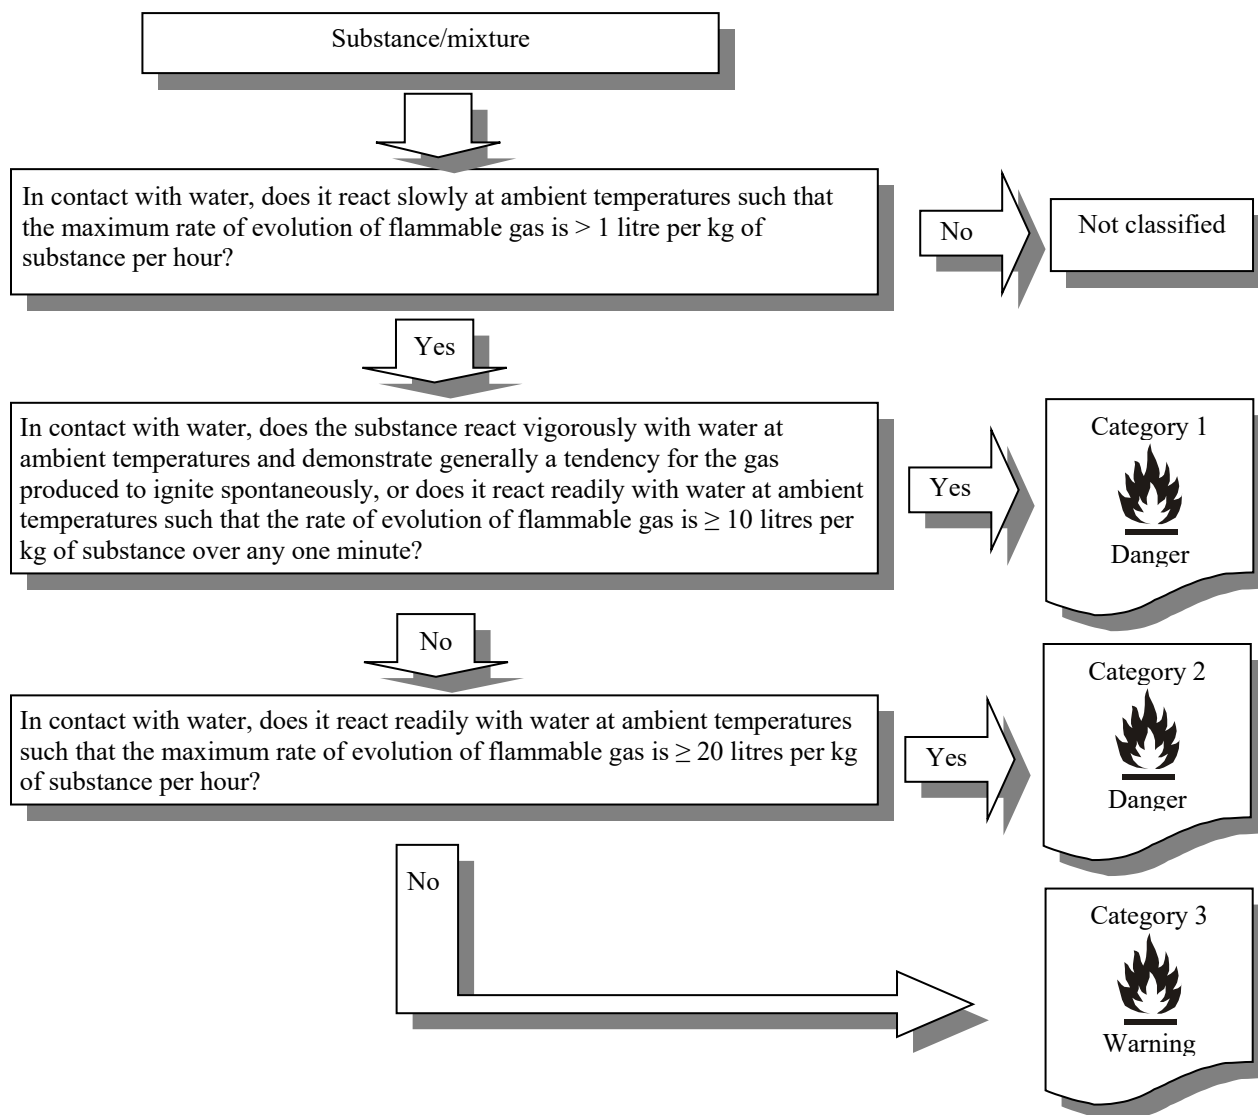 Substance/mixture
In contact with water, does it react slowly at ambient temperatures such that
the maximum rate of evolution of flammable gas is > 1 litre per kg of
substance per hour?
No
Not classified
Yes
In contact with water, does the substance react vigorously with water at
ambient temperatures and demonstrate generally a tendency for the gas
produced to ignite spontaneously, or does it react readily with water at ambient
temperatures such that the rate of evolution of flammable gas is ≥ 10 litres per
kg of substance over any one minute?
Yes
Category 1
Danger
No
In contact with water, does it react readily with water at ambient temperatures
such that the maximum rate of evolution of flammable gas is ≥ 20 litres per kg
of substance per hour?
Yes
Category 2
Danger
No
Category 3
Warning